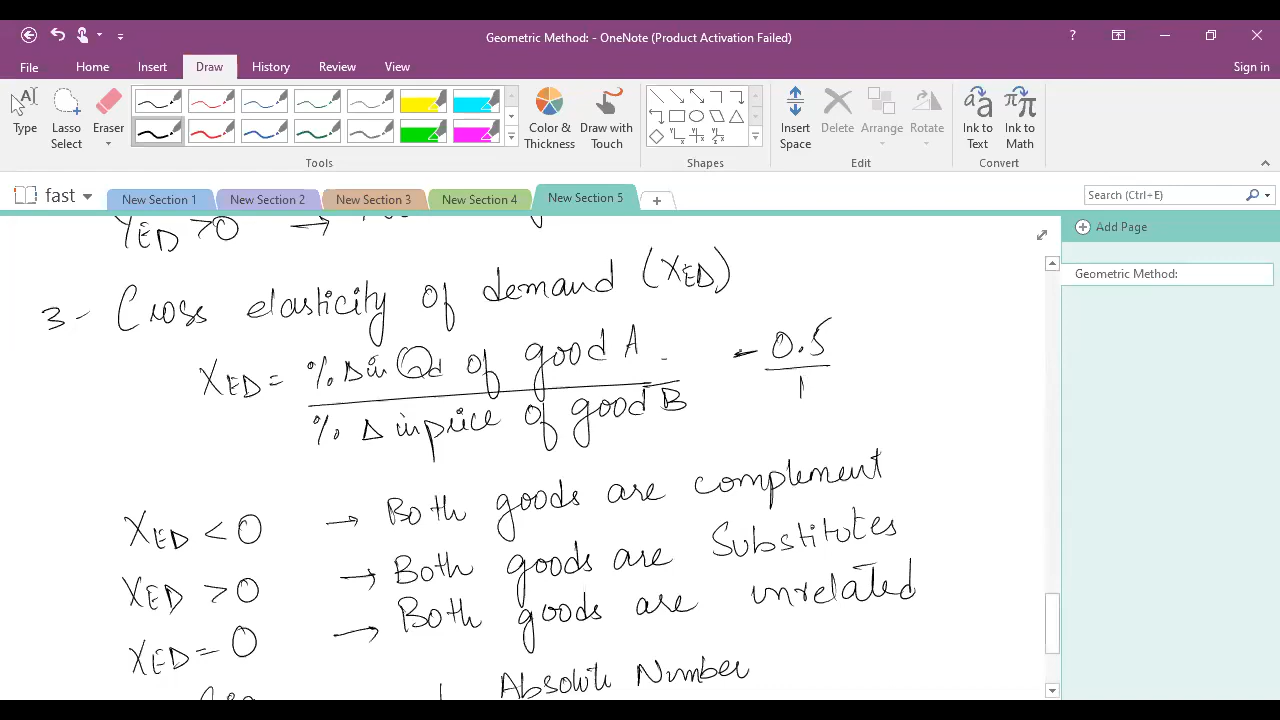 Geometric Method: - OneNote (Product Activation Failed)
? 
File Home Insert Draw History Review View Sign in
Type Lasso Select Eraser Color & Thickness Draw with Touch Insert Space Delete Arrange Rotate Ink to Text Ink to Math
Tools Shapes Edit Convert
fast New Section 1 New Section 2 New Section 3 New Section 4 New Section 5 Search (Ctrl+E)
Add Page
Geometric Method:
YED >0 →
3 - Cross elasticity of demand (XED)
XED = % Δ in Qd of good A - 0.5
% Δ in price of good B 1
XED < 0 → Both goods are complement
XED > 0 → Both goods are Substitutes
XED = 0 → Both goods are unrelated
Absolute Number